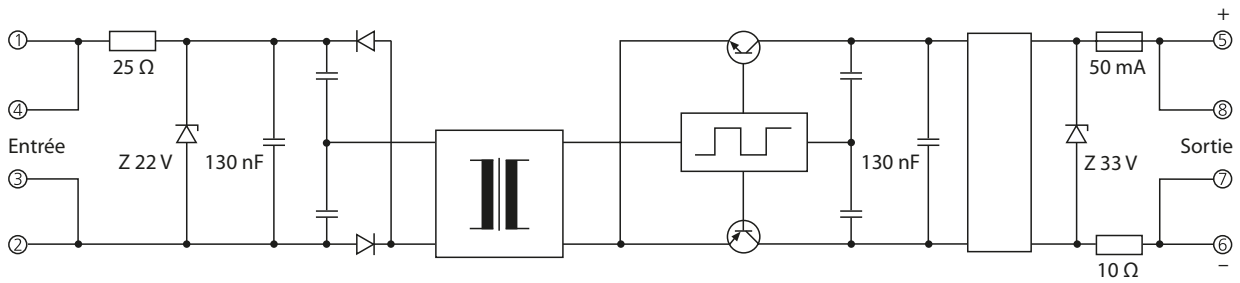 +
① ⑤
25 Ω 50 mA
④ ⑧
Entrée Sortie
Z 22 V 130 nF 130 nF Z 33 V
③ ⑦
② ⑥
10 Ω −